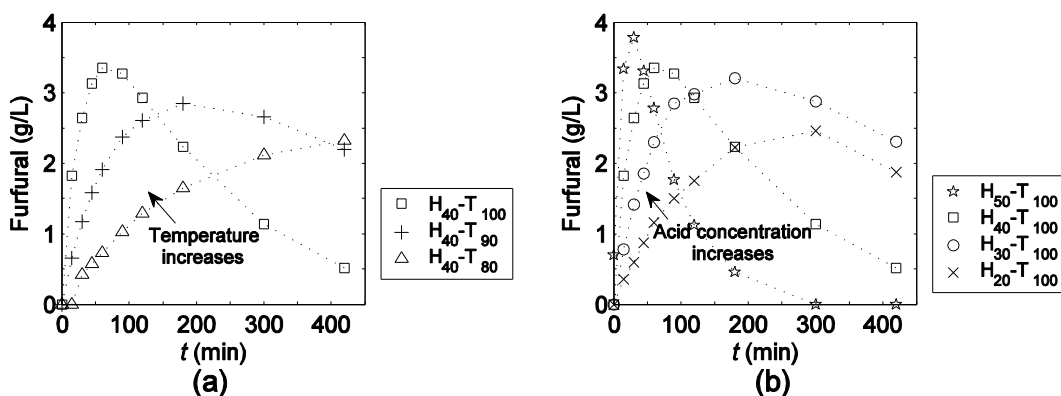 4
3
2
1
0
Furfural (g/L)
0 100 200 300 400
t (min)
(a)
Temperature
increases
H40-T100
H40-T90
H40-T80
4
3
2
1
0
Furfural (g/L)
0 100 200 300 400
t (min)
(b)
Acid concentration
increases
H50-T100
H40-T100
H30-T100
H20-T100